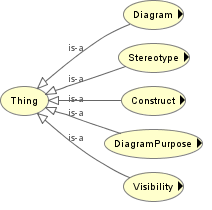 Diagram
is-a
Stereotype
is-a
Thing
is-a
Construct
is-a
DiagramPurpose
is-a
Visibility